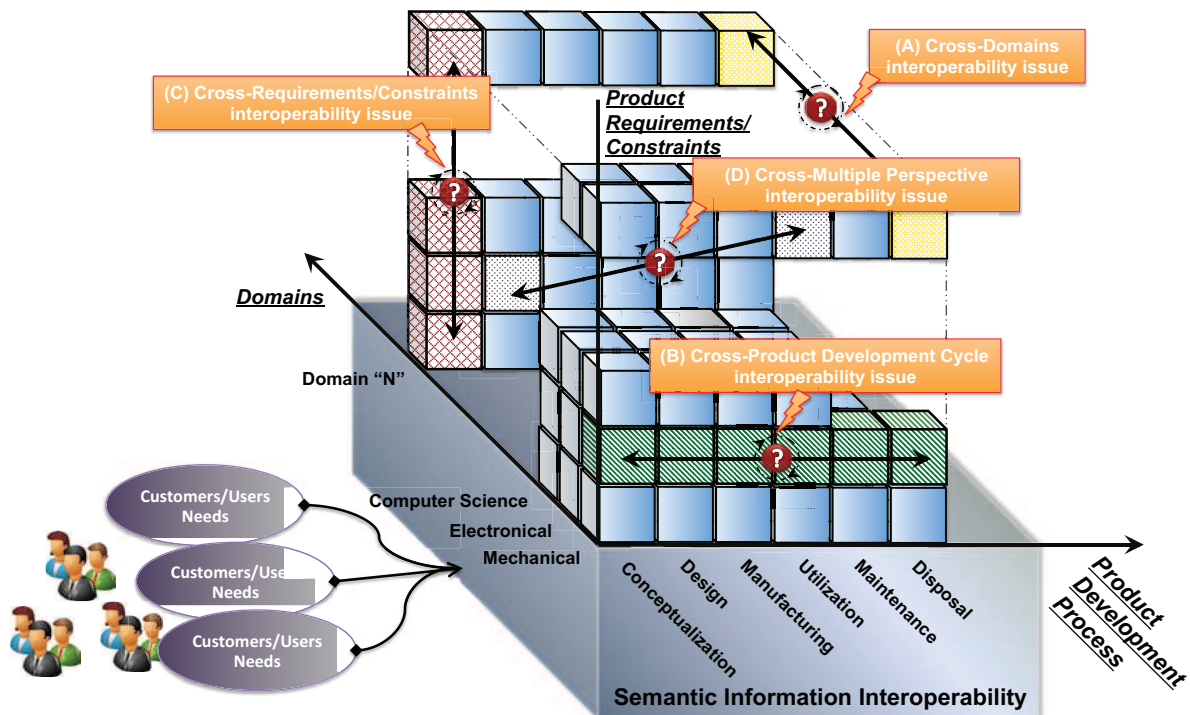 (A) Cross-Domains
interoperability issue
(C) Cross-Requirements/Constraints
interoperability issue
Product
Requirements/
Constraints
?
?
(D) Cross-Multiple Perspective
interoperability issue
?
Domains
(B) Cross-Product Development Cycle
interoperability issue
Domain “N”
?
Customers/Users
Needs
Computer Science
Electronical
Mechanical
Customers/Users
Needs
Customers/Users
Needs
Conceptualization
Design
Manufacturing
Utilization
Maintenance
Disposal
Product
Development
Process
Semantic Information Interoperability